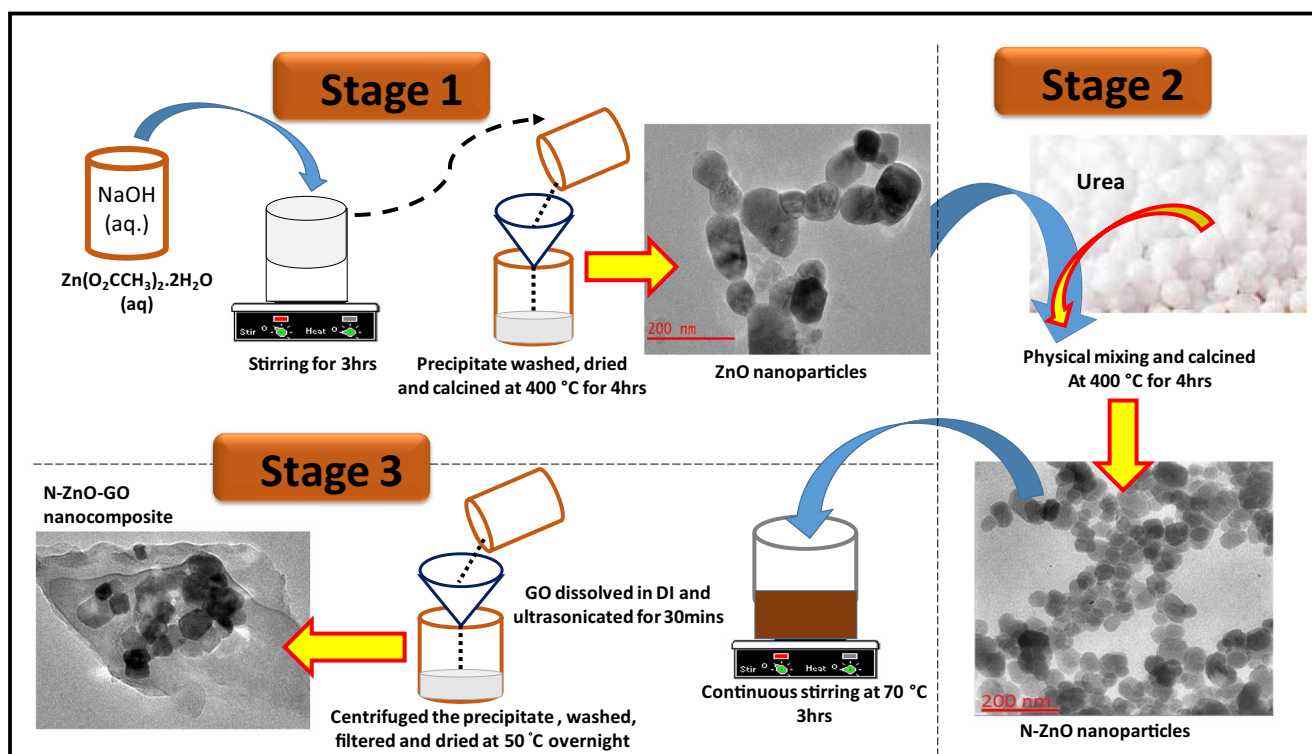 Stage 1
NaOH
(aq.)
Zn(O₂CCH₃)₂.2H₂O
(aq)
Stir
Heat
Stirring for 3hrs
Precipitate washed, dried
and calcined at 400 °C for 4hrs
200 nm
ZnO nanoparticles
Stage 2
Urea
Physical mixing and calcined
At 400 °C for 4hrs
200 nm
N-ZnO nanoparticles
Stage 3
GO dissolved in DI and
ultrasonicated for 30mins
Stir
Heat
Continuous stirring at 70 °C
3hrs
Centrifuged the precipitate , washed,
filtered and dried at 50 °C overnight
N-ZnO-GO
nanocomposite